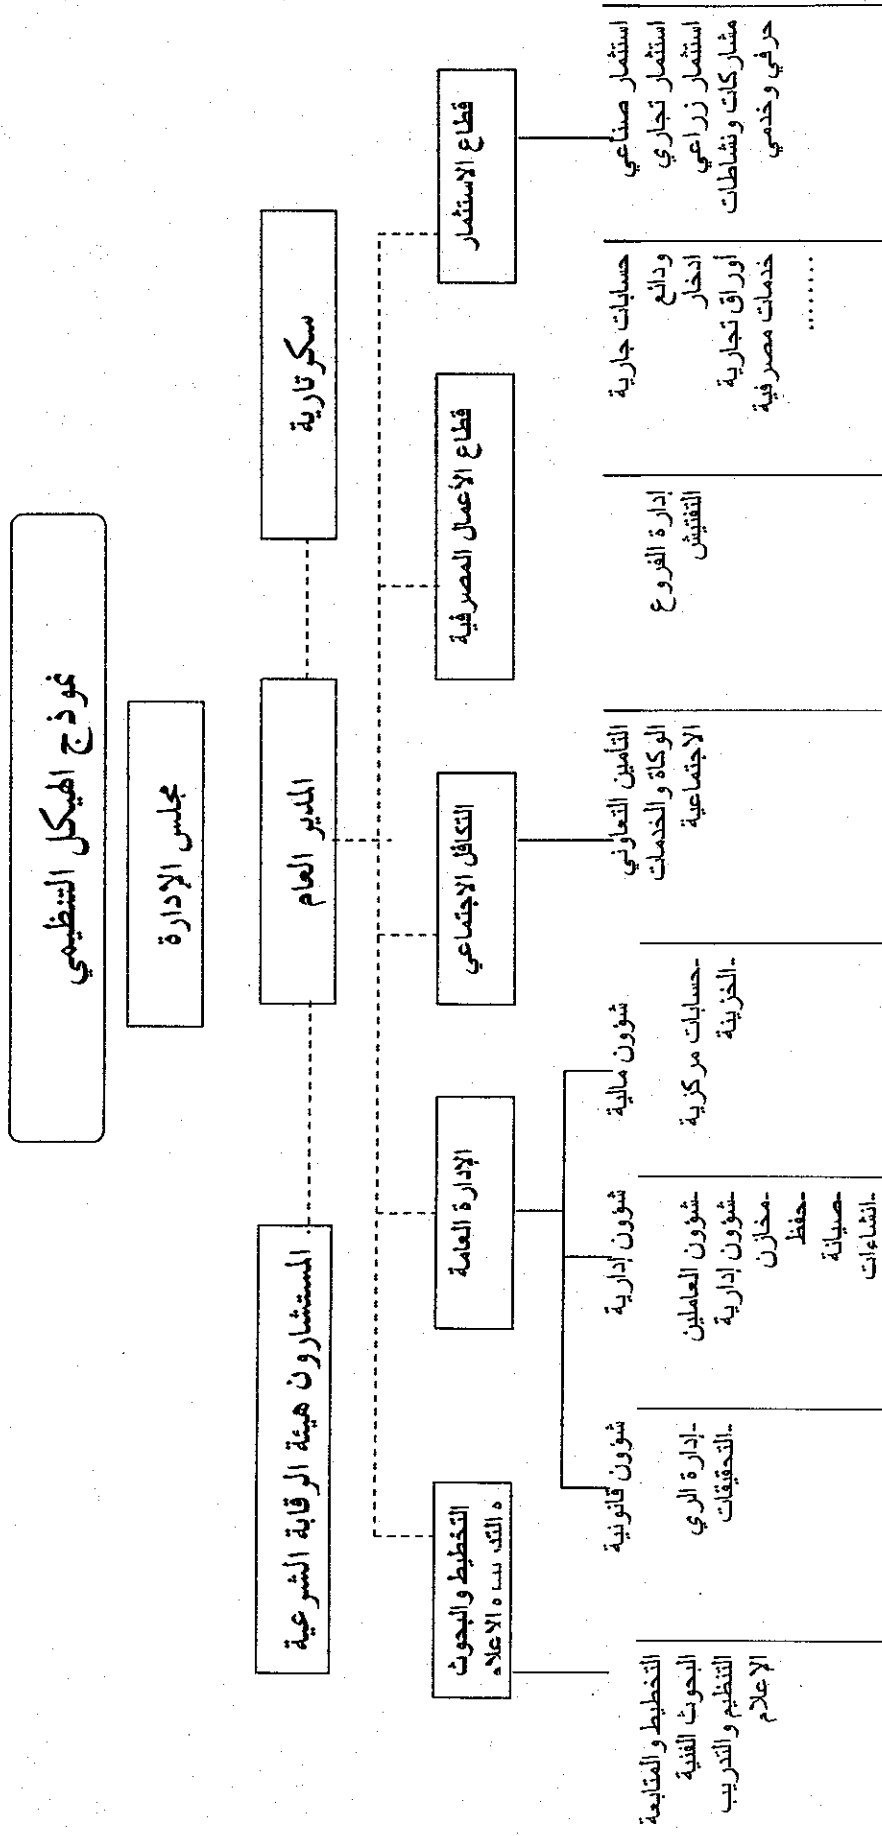 نموذج الهيكل التنظيمي
مجلس الإدارة
سكرتارية
المدير العام
المستشارون هيئة الرقابة الشرعية
قطاع الاستثمار
قطاع الأعمال المصرفية
التكافل الاجتماعي
الإدارة العامة
التخطيط والبحوث
استثمار صناعي
استثمار تجاري
استثمار زراعي
مشاركات ونشاطات
حرفي وخدمي
حسابات جارية
ودائع
ادخار
أوراق تجارية
خدمات مصرفية
........
إدارة الفروع
التفتيش
التأمين التعاوني
الوكاة والخدمات
الاجتماعية
شؤون مالية
-حسابات مركزية
-الخزينة
شؤون إدارية
-شؤون العاملين
-شؤون إدارية
-مخازن
-حفظ
-صيانة
-انشاءات
شؤون قانونية
-إدارة الري
-التحقيقات
التخطيط والمتابعة
البحوث الفنية
التنظيم والتدريب
الإعلام